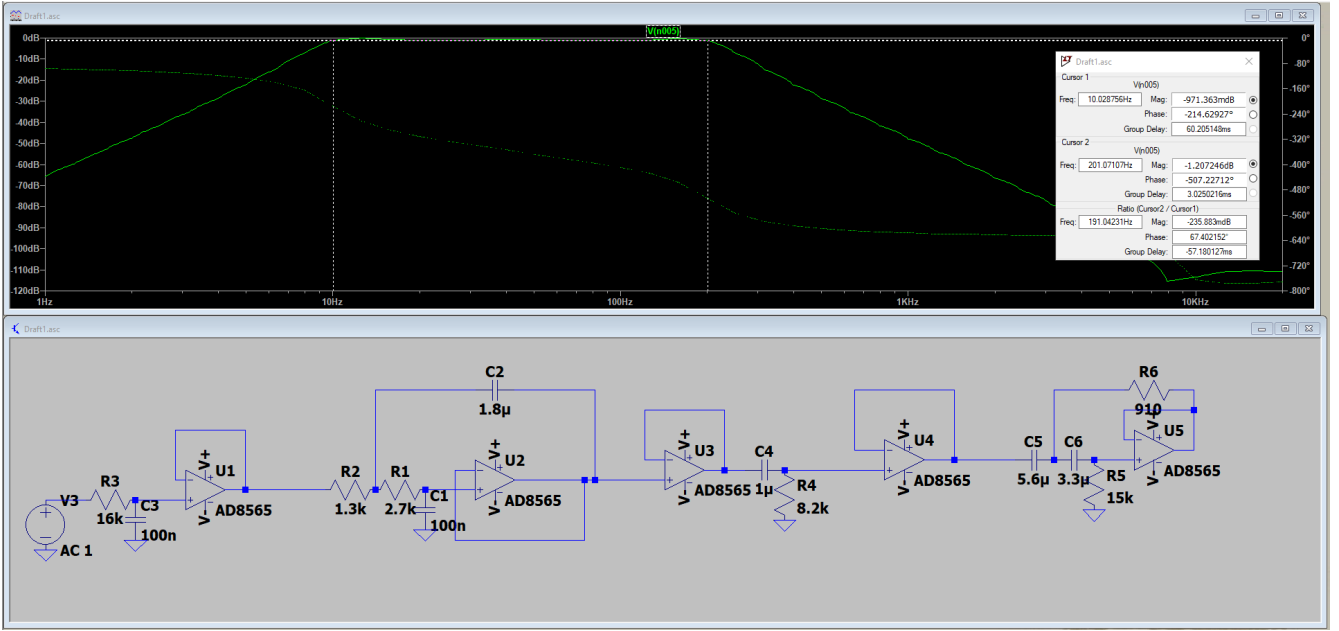 Draft1.asc
V(n005)
0dB
-10dB
-20dB
-30dB
-40dB
-50dB
-60dB
-70dB
-80dB
-90dB
-100dB
-110dB
-120dB
1Hz
10Hz
100Hz
1KHz
10KHz
0°
-80°
-160°
-240°
-320°
-400°
-480°
-560°
-640°
-720°
-800°
Draft1.asc
Cursor 1
V(n005)
Freq: 10.028756Hz Mag: -971.363mdB
Phase: -214.62927°
Group Delay: 60.205148ms
Cursor 2
V(n005)
Freq: 201.07107Hz Mag: -1.207246dB
Phase: -507.22712°
Group Delay: 3.0250216ms
Ratio (Cursor2 / Cursor1)
Freq: 191.04231Hz Mag: -235.883mdB
Phase: 67.402152°
Group Delay: -57.180127ms
Draft1.asc
V3
AC 1
R3
16k
C3
100n
V+
U1
AD8565
V-
R2
1.3k
R1
2.7k
C2
1.8µ
C1
100n
V+
U2
AD8565
V-
V+
U3
AD8565
V-
C4
1µ
R4
8.2k
V+
U4
AD8565
V-
C5
5.6µ
C6
3.3µ
R5
15k
R6
910
V+
U5
AD8565
V-